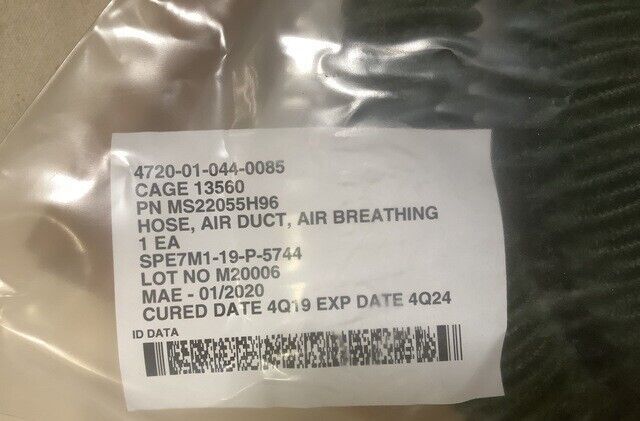 4720-01-044-0085
CAGE 13560
PN MS22055H96
HOSE, AIR DUCT, AIR BREATHING
1 EA
SPE7M1-19-P-5744
LOT NO M20006
MAE - 01/2020
CURED DATE 4Q19 EXP DATE 4Q24
ID DATA